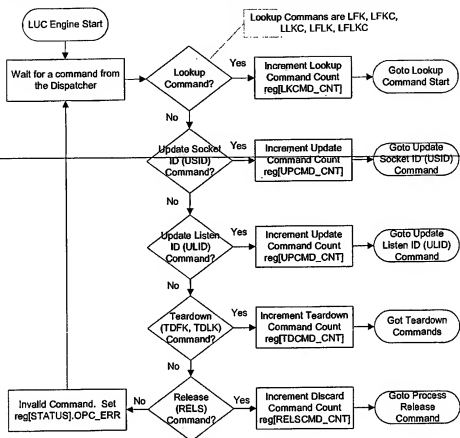 LUC Engine Start
Lookup Commans are LFK, LFKC,
LLKC, LFLK, LFLKC
Wait for a command from
the Dispatcher
Lookup
Command?
Yes
Increment Lookup
Command Count
reg[LKCMD_CNT]
Goto Lookup
Command Start
No
Update Socket
ID (USID)
Command?
Yes
Increment Update
Command Count
reg[UPCMD_CNT]
Goto Update
Socket ID (USID)
Command
No
Update Listen
ID (ULID)
Command?
Yes
Increment Update
Command Count
reg[UPCMD_CNT]
Goto Update
Listen ID (ULID)
Command
No
Teardown
(TDFK, TDLK)
Command?
Yes
Increment Teardown
Command Count
reg[TDCMD_CNT]
Got Teardown
Commands
No
Invalid Command. Set
reg[STATUS].OPC_ERR
No
Release
(RELS)
Command?
Yes
Increment Discard
Command Count
reg[RELSCMD_CNT]
Goto Process
Release
Command